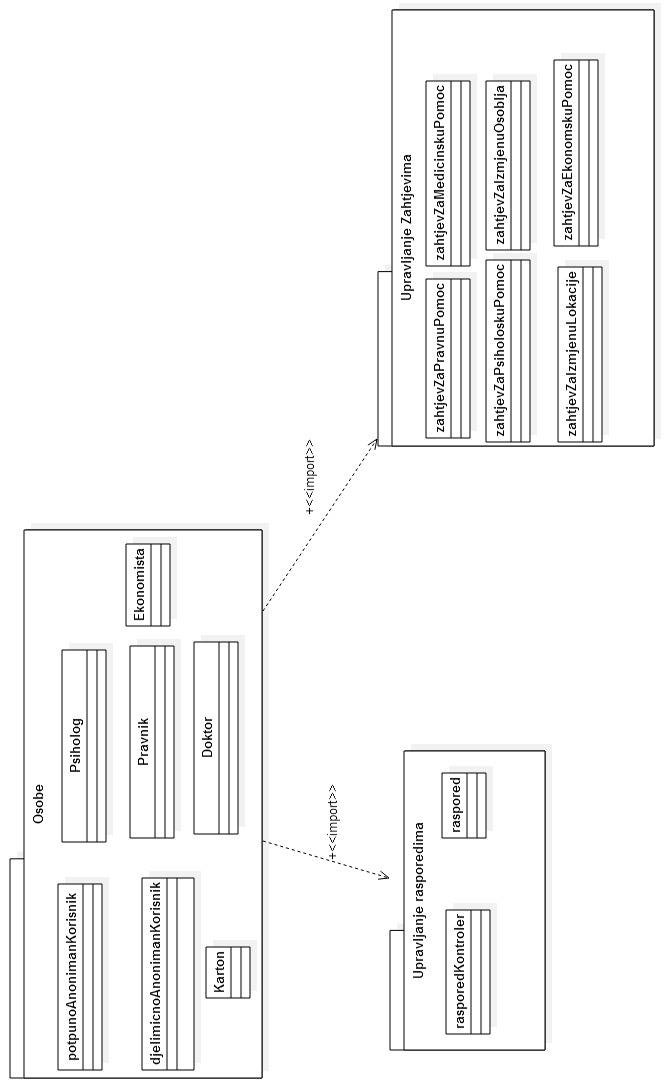 Osobe
potpunoAnonimanKorisnik
Psiholog
djelimicnoAnonimanKorisnik
Pravnik
Ekonomista
Karton
Doktor
+<<import>>
+<<import>>
Upravljanje rasporedima
rasporedKontroler
raspored
Upravljanje Zahtjevima
zahtjevZaPravnuPomoc
zahtjevZaMedicinskuPomoc
zahtjevZaPsiholoskuPomoc
zahtjevZaIzmjenuOsoblja
zahtjevZaIzmjenuLokacije
zahtjevZaEkonomskuPomoc